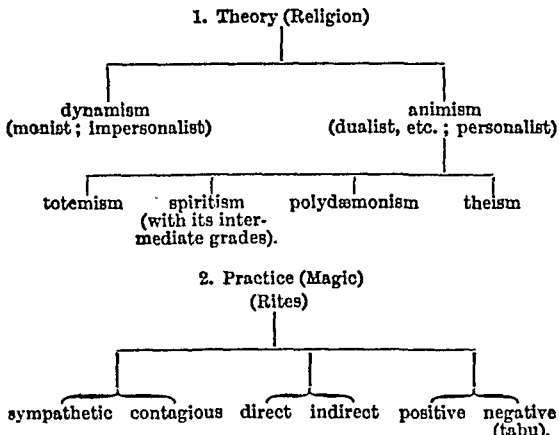 1. Theory (Religion)
dynamism animism
(monist; impersonalist) (dualist, etc.; personalist)
totemism spiritism polydæmonism theism
(with its inter-
mediate grades).
2. Practice (Magic)
(Rites)
sympathetic contagious direct indirect positive negative
(tabu).